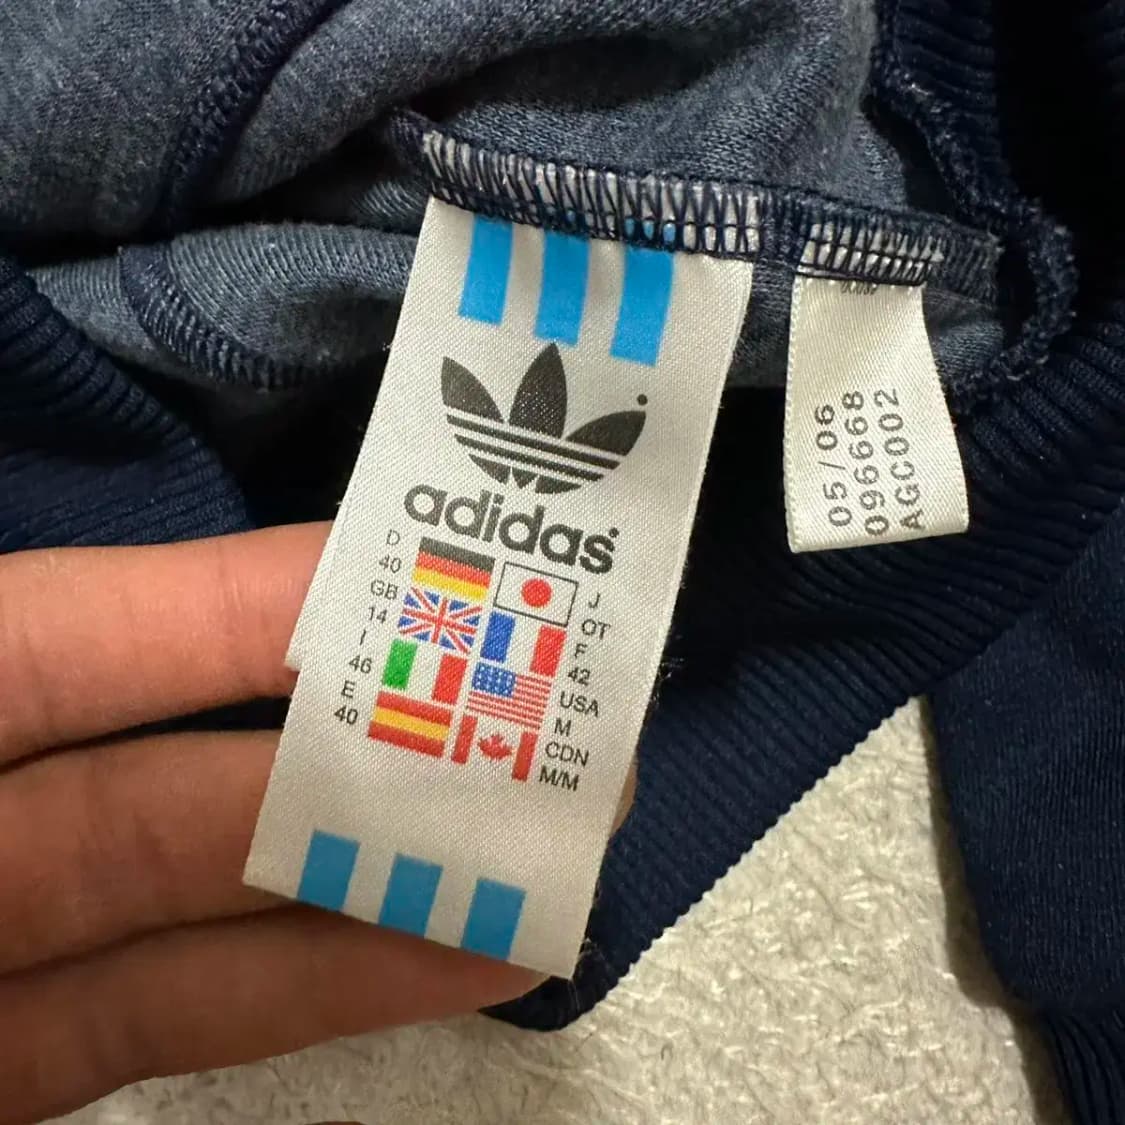 adidas
D
40
GB
14
I
46
E
40
J
OT
F
42
USA
M
CDN
M/M
05/06
096668
AGC002